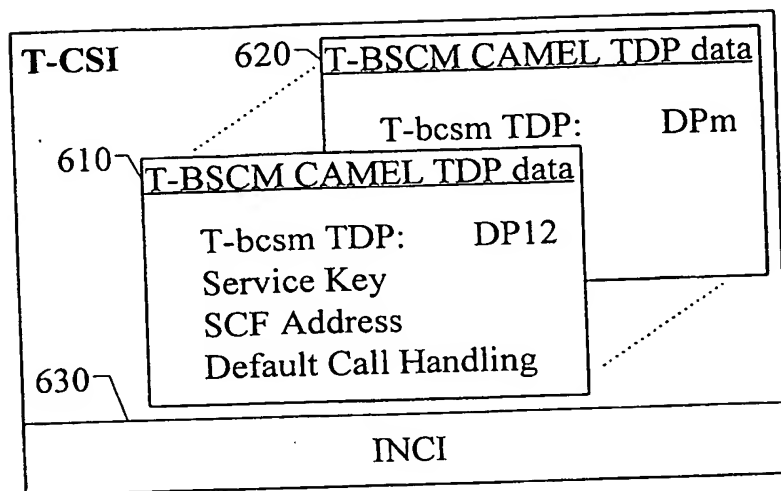 T-CSI
620
T-BSCM CAMEL TDP data
T-bcsm TDP: DPm
610
T-BSCM CAMEL TDP data
T-bcsm TDP: DP12
Service Key
SCF Address
Default Call Handling
630
INCI